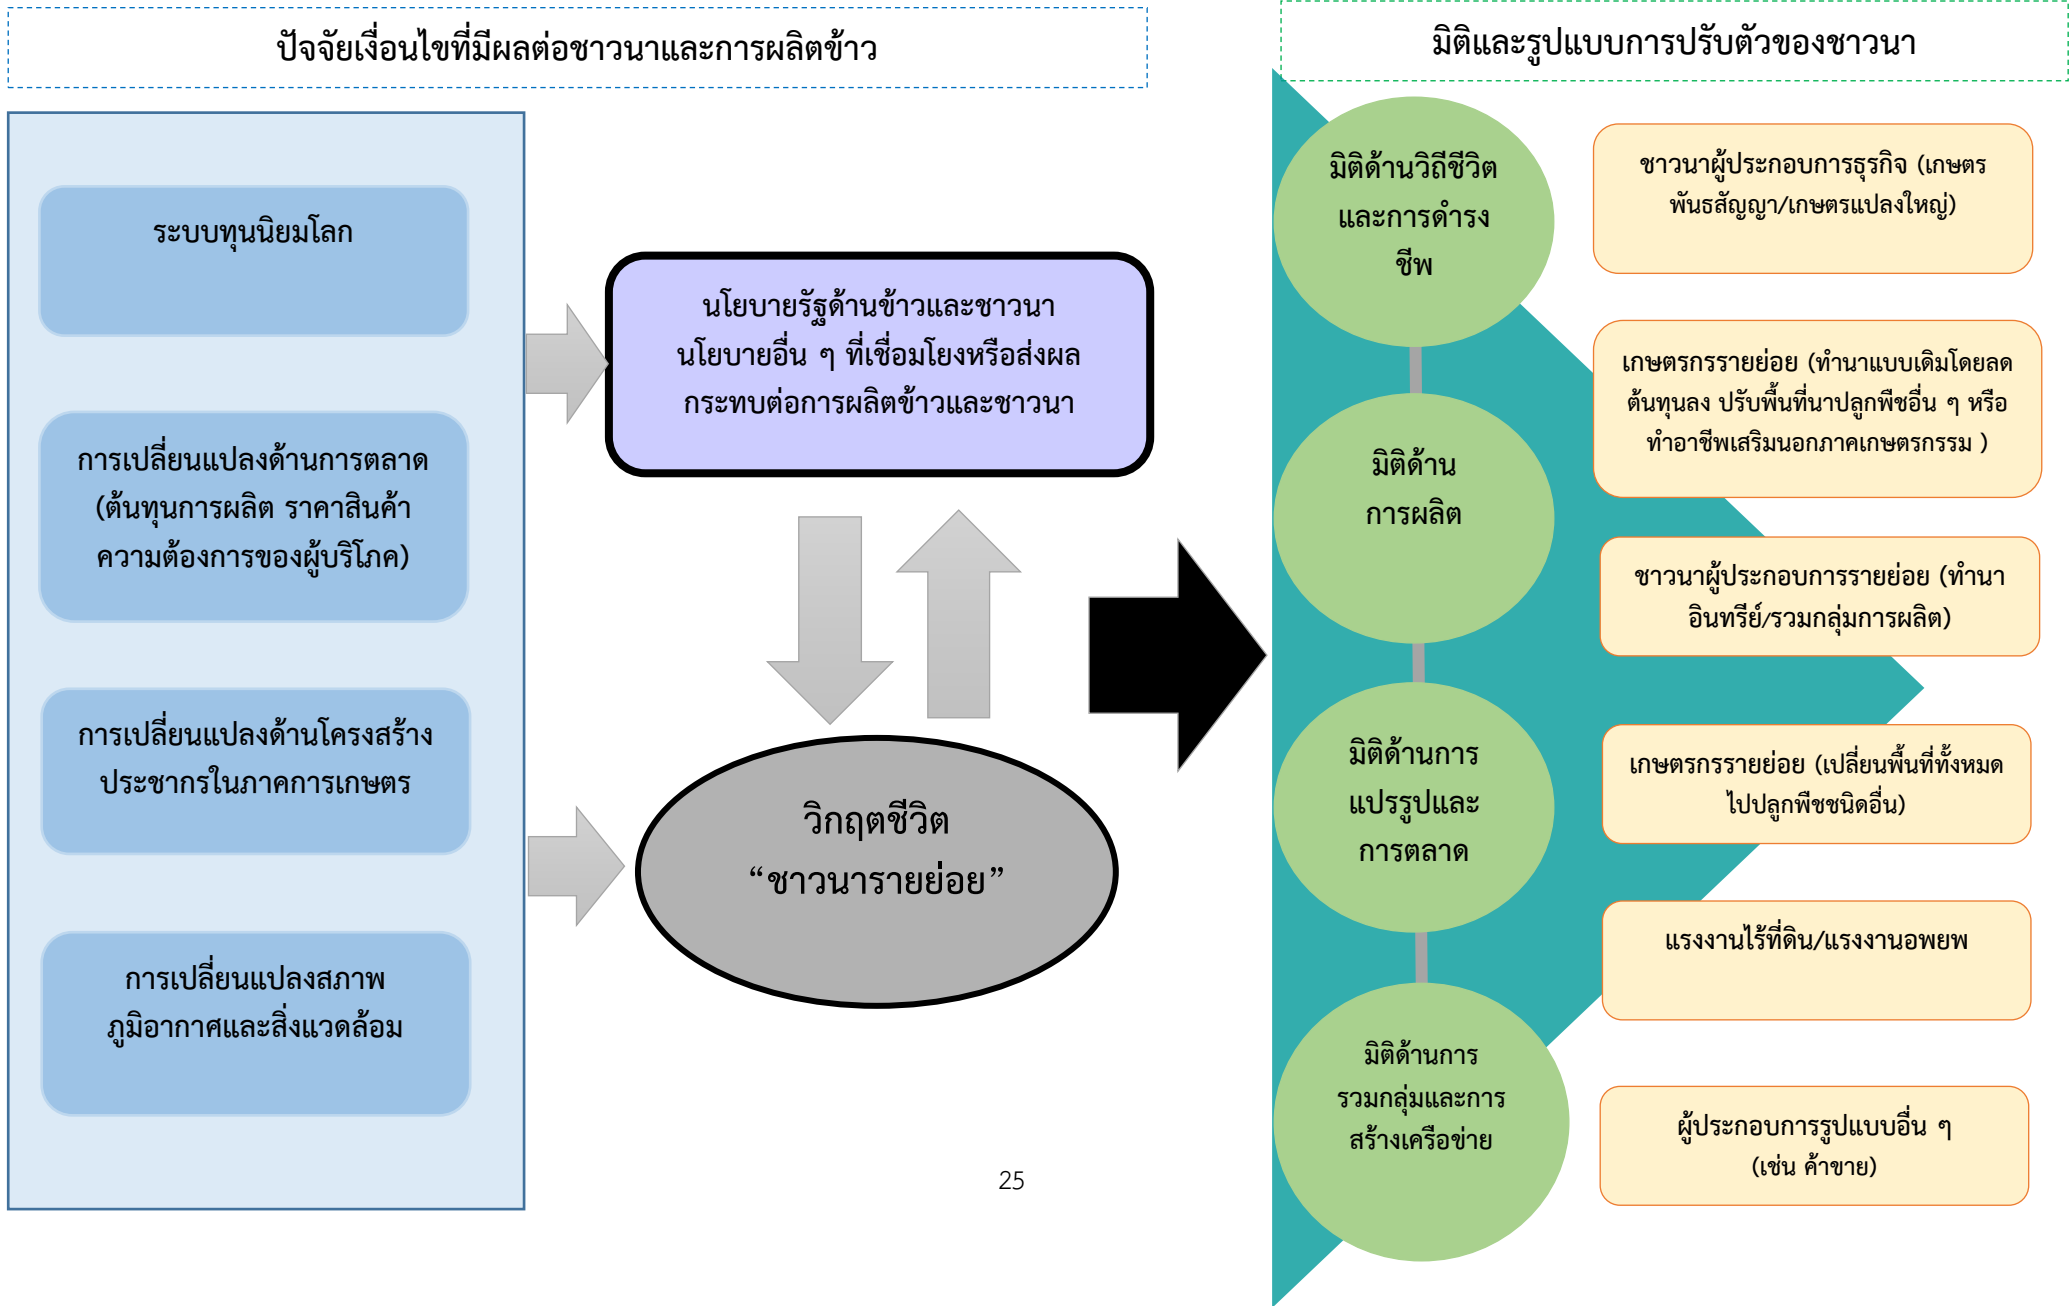 ปัจจัยเงื่อนไขที่มีผลต่อชาวนาและการผลิตข้าว
ระบบทุนนิยมโลก
การเปลี่ยนแปลงด้านการตลาด
(ต้นทุนการผลิต ราคาสินค้า
ความต้องการของผู้บริโภค)
การเปลี่ยนแปลงด้านโครงสร้าง
ประชากรในภาคการเกษตร
การเปลี่ยนแปลงสภาพ
ภูมิอากาศและสิ่งแวดล้อม
นโยบายรัฐด้านข้าวและชาวนา
นโยบายอื่น ๆ ที่เชื่อมโยงหรือส่งผล
กระทบต่อการผลิตข้าวและชาวนา
วิกฤตชีวิต
“ชาวนารายย่อย”
มิติและรูปแบบการปรับตัวของชาวนา
มิติด้านวิถีชีวิต
และการดำรง
ชีพ
มิติด้าน
การผลิต
มิติด้านการ
แปรรูปและ
การตลาด
มิติด้านการ
รวมกลุ่มและการ
สร้างเครือข่าย
ชาวนาผู้ประกอบการธุรกิจ (เกษตร
พันธสัญญา/เกษตรแปลงใหญ่)
เกษตรกรรายย่อย (ทำนาแบบเดิมโดยลด
ต้นทุนลง ปรับพื้นที่นาปลูกพืชอื่น ๆ หรือ
ทำอาชีพเสริมนอกภาคเกษตรกรรม )
ชาวนาผู้ประกอบการรายย่อย (ทำนา
อินทรีย์/รวมกลุ่มการผลิต)
เกษตรกรรายย่อย (เปลี่ยนพื้นที่ทั้งหมด
ไปปลูกพืชชนิดอื่น)
แรงงานไร้ที่ดิน/แรงงานอพยพ
ผู้ประกอบการรูปแบบอื่น ๆ
(เช่น ค้าขาย)
25